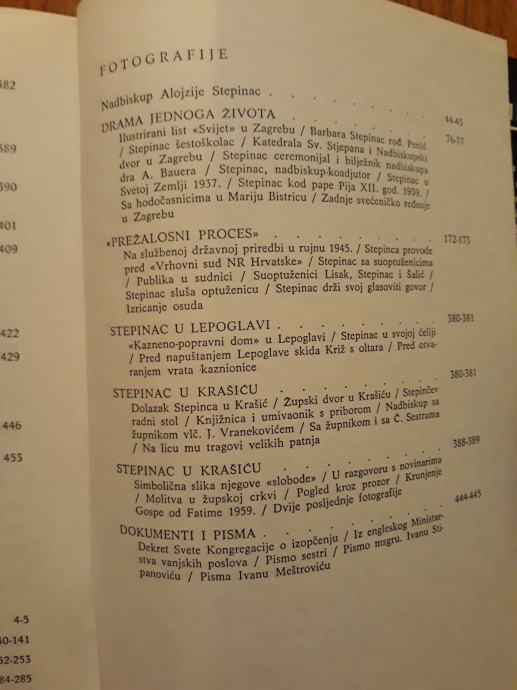 382
389
390
401
409
422
429
446
453
4-5
40-141
52-253
84-285
FOTOGRAFIJE
Nadbiskup Alojzije Stepinac . . . . . . . . 44-45
DRAMA JEDNOGA ŽIVOTA . . . . . . . . 76-77
Ilustrirani list «Svijet» u Zagrebu / Barbara Stepinac rođ. Penić
/ Stepinac šestoškolac / Katedrala Sv. Stjepana i Nadbiskupski
dvor u Zagrebu / Stepinac ceremonijal i bilježnik nadbiskupa
dra A. Bauera / Stepinac, nadbiskup-koadjutor / Stepinac u
Svetoj Zemlji 1937. / Stepinac kod pape Pija XII. god. 1939. /
Sa hodočasnicima u Mariju Bistricu / Zadnje svećeničko ređenje
u Zagrebu
«PREŽALOSNI PROCES» . . . . . . . . 172-173
Na službenoj državnoj priredbi u rujnu 1945. / Stepinca provode
pred «Vrhovni sud NR Hrvatske» / Stepinac sa suoptuženicima
/ Publika u sudnici / Suoptuženici Lisak, Stepinac i Šalić /
Stepinac sluša optužnicu / Stepinac drži svoj glasoviti govor /
Izricanje osuda
STEPINAC U LEPOGLAVI . . . . . . . . 380-381
«Kazneno-popravni dom» u Lepoglavi / Stepinac u svojoj ćeliji
/ Pred napuštanjem Lepoglave skida Križ s oltara / Pred otva-
ranjem vrata kaznionice
STEPINAC U KRAŠIĆU . . . . . . . . 380-381
Dolazak Stepinca u Krašić / Župski dvor u Krašiću / Stepinčev
radni stol / Knjižnica i umivaonik s priborom / Nadbiskup sa
župnikom vlč. J. Vranekovićem / Sa župnikom i sa Č. Sestrama
/ Na licu mu tragovi velikih patnja
STEPINAC U KRAŠIĆU . . . . . . . . 388-389
Simbolična slika njegove «slobode» / U razgovoru s novinarima
/ Molitva u župskoj crkvi / Pogled kroz prozor / Krunjenje
Gospe od Fatime 1959. / Dvije posljednje fotografije
DOKUMENTI I PISMA . . . . . . . . 444-445
Dekret Svete Kongregacije o izopćenju / Iz engleskog Ministar-
stva vanjskih poslova / Pismo sestri / Pismo msgru. Ivanu Sti-
panoviću / Pisma Ivanu Meštroviću